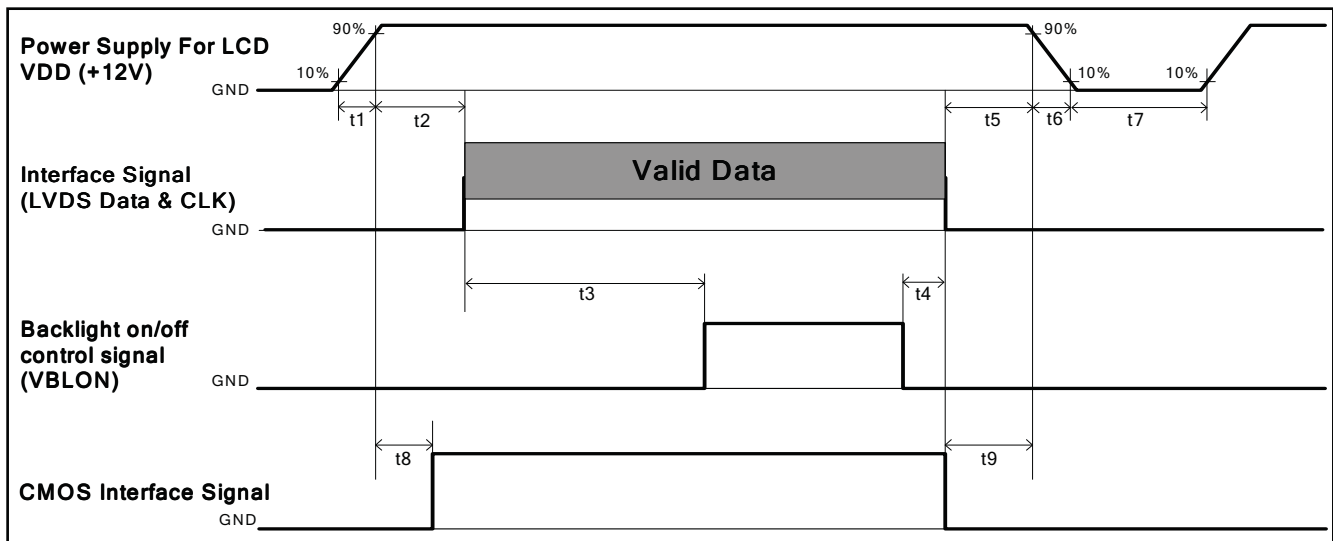 90%
90%
Power Supply For LCD
VDD (+12V)
10%
10%
10%
GND
t1
t2
t5
t6
t7
Valid Data
Interface Signal
(LVDS Data & CLK)
GND
t3
t4
Backlight on/off
control signal
(VBLON)
GND
t8
t9
CMOS Interface Signal
GND